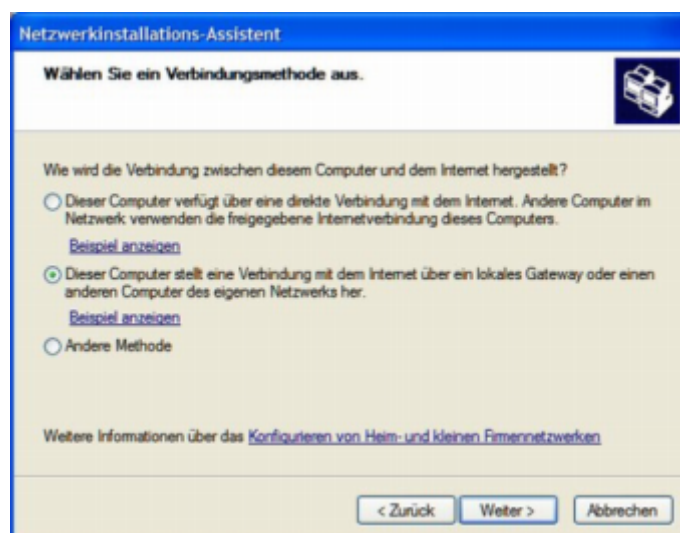 Netzwerkinstallations-Assistent
Wählen Sie ein Verbindungsmethode aus.
Wie wird die Verbindung zwischen diesem Computer und dem Internet hergestellt?
Dieser Computer verfügt über eine direkte Verbindung mit dem Internet. Andere Computer im
Netzwerk verwenden die freigegebene Internetverbindung dieses Computers.
Beispiel anzeigen
Dieser Computer stellt eine Verbindung mit dem Internet über ein lokales Gateway oder einen
anderen Computer des eigenen Netzwerks her.
Beispiel anzeigen
Andere Methode
Weitere Informationen über das Konfigurieren von Heim- und kleinen Firmennetzwerken
< Zurück Weiter > Abbrechen